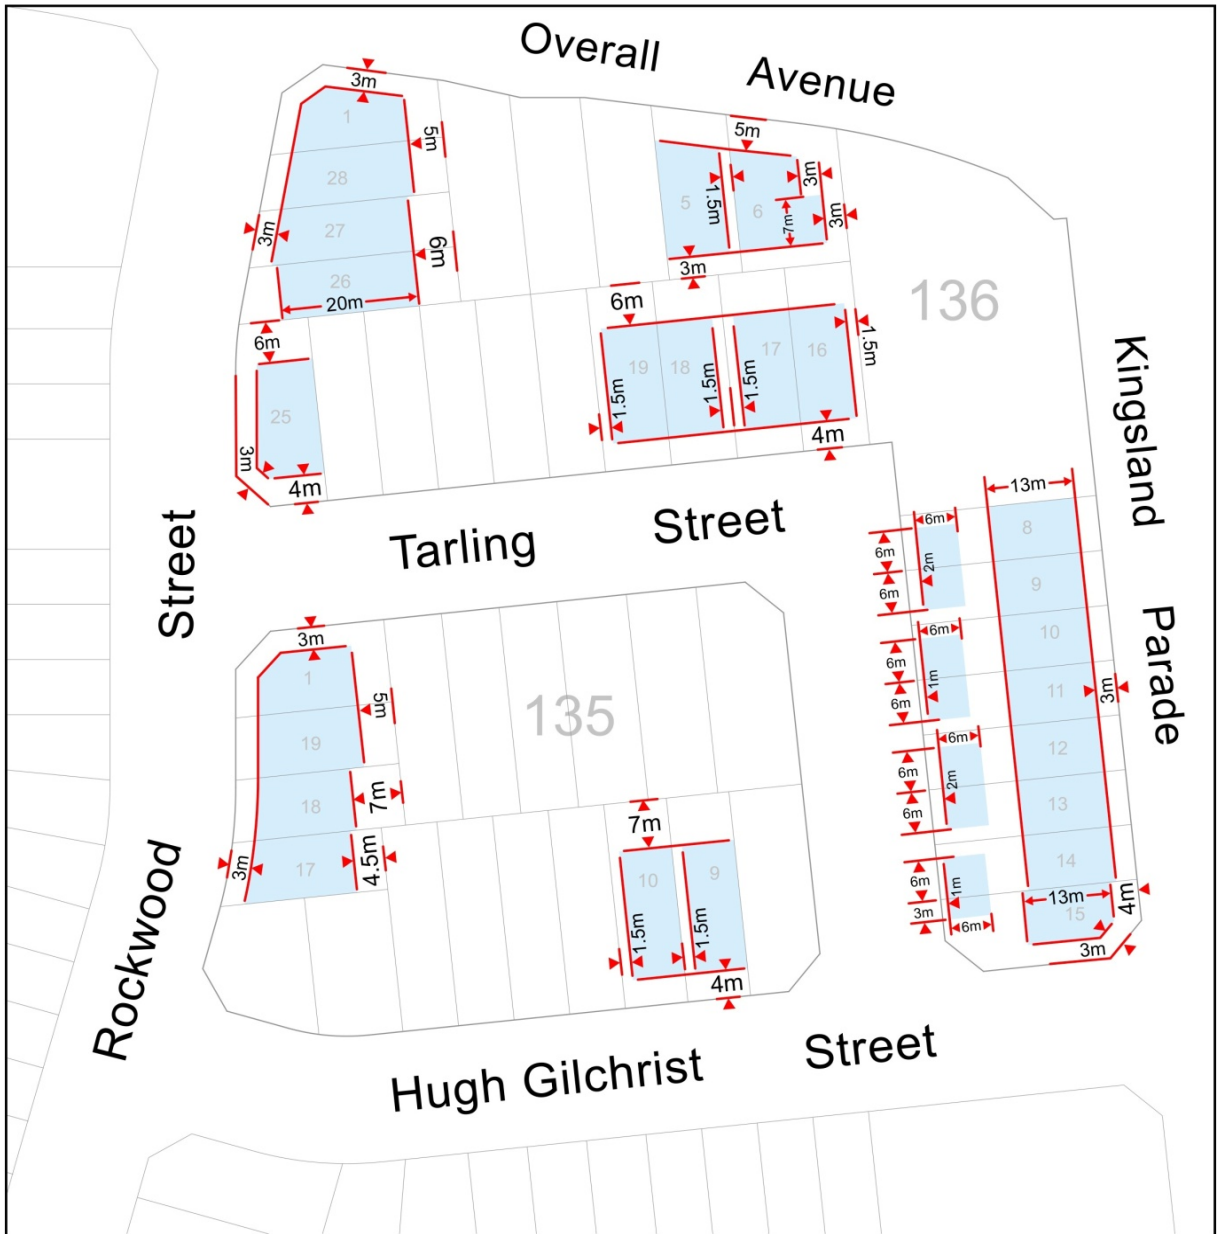 Overall Avenue
3m
1
5m
28
27
3m
6m
26
20m
6m
25
3m
4m
5m
5
1.5m
6
3m
7m
3m
3m
6m
19
18
17
16
1.5m
1.5m
1.5m
1.5m
4m
136
Kingsland Parade
Tarling Street
13m
6m
6m
2m
6m
8
9
6m
6m
1m
6m
10
11
3m
6m
6m
2m
6m
12
13
6m
1m
3m
6m
14
13m
15
4m
3m
3m
1
5m
19
18
7m
17
3m
4.5m
135
7m
10
9
1.5m
1.5m
4m
Rockwood Street
Hugh Gilchrist Street